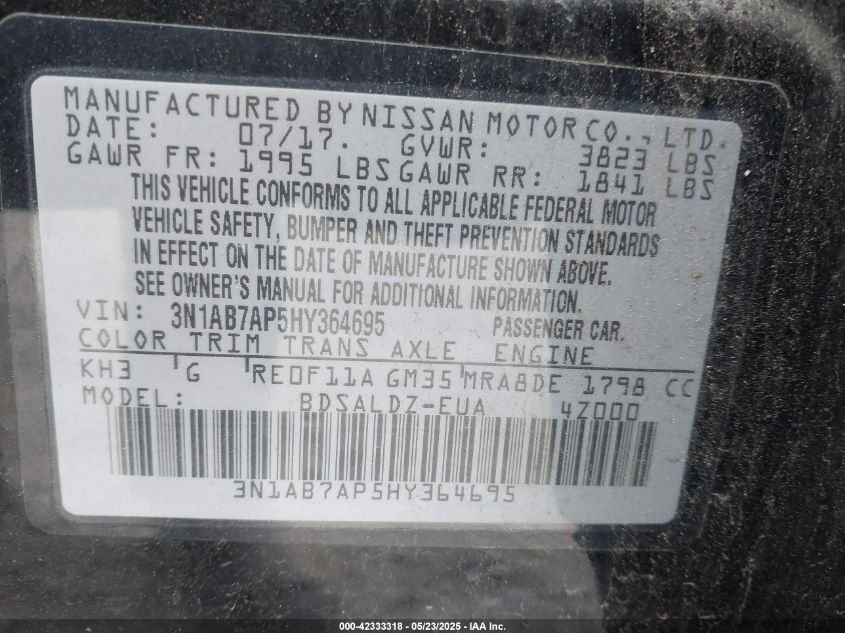 MANUFACTURED BY NISSAN MOTOR CO., LTD.
DATE: 07/17. GVWR: 3823 LBS
GAWR FR: 1995 LBS GAWR RR: 1841 LBS
THIS VEHICLE CONFORMS TO ALL APPLICABLE FEDERAL MOTOR
VEHICLE SAFETY, BUMPER AND THEFT PREVENTION STANDARDS
IN EFFECT ON THE DATE OF MANUFACTURE SHOWN ABOVE.
SEE OWNER'S MANUAL FOR ADDITIONAL INFORMATION.
VIN: 3N1AB7AP5HY364695 PASSENGER CAR.
COLOR TRIM TRANS AXLE ENGINE
KH3 G RE0F11A GM35 MRA8DE 1798 CC
MODEL: BDSALDZ-EUA 4Z000
3N1AB7AP5HY364695
000-42333318 - 05/23/2025 - IAA Inc.